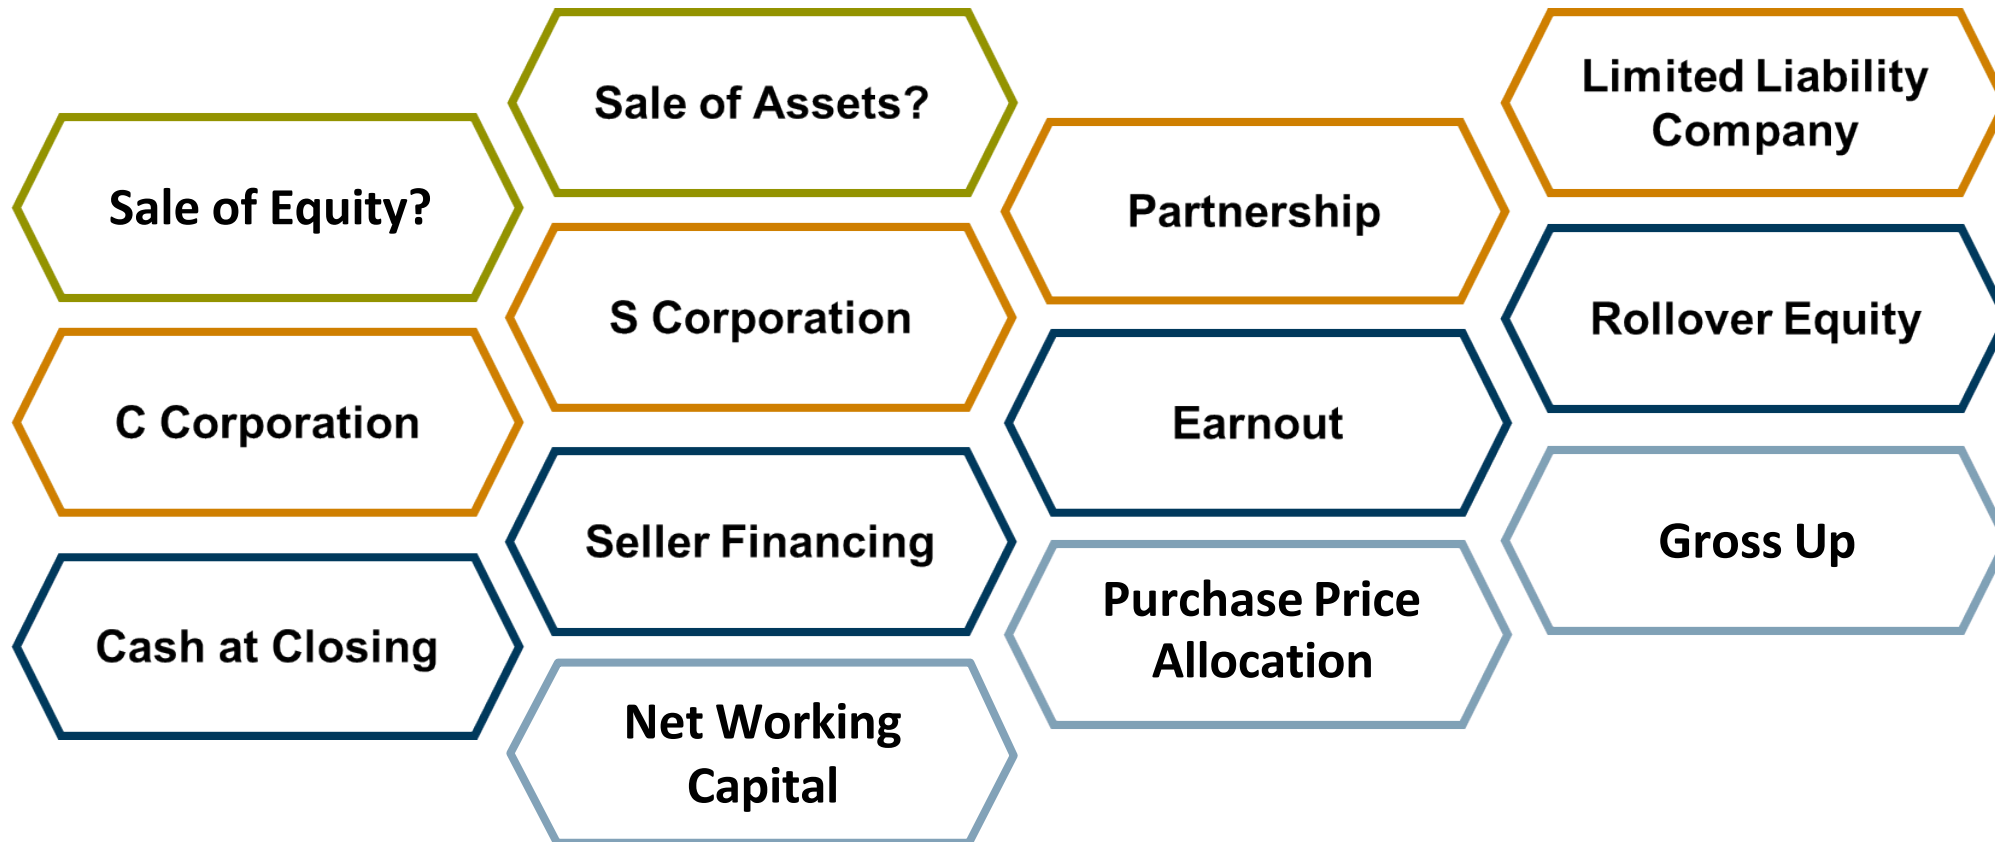 Sale of Equity?
Sale of Assets?
Partnership
Limited Liability
Company
C Corporation
S Corporation
Earnout
Rollover Equity
Cash at Closing
Seller Financing
Purchase Price
Allocation
Gross Up
Net Working
Capital